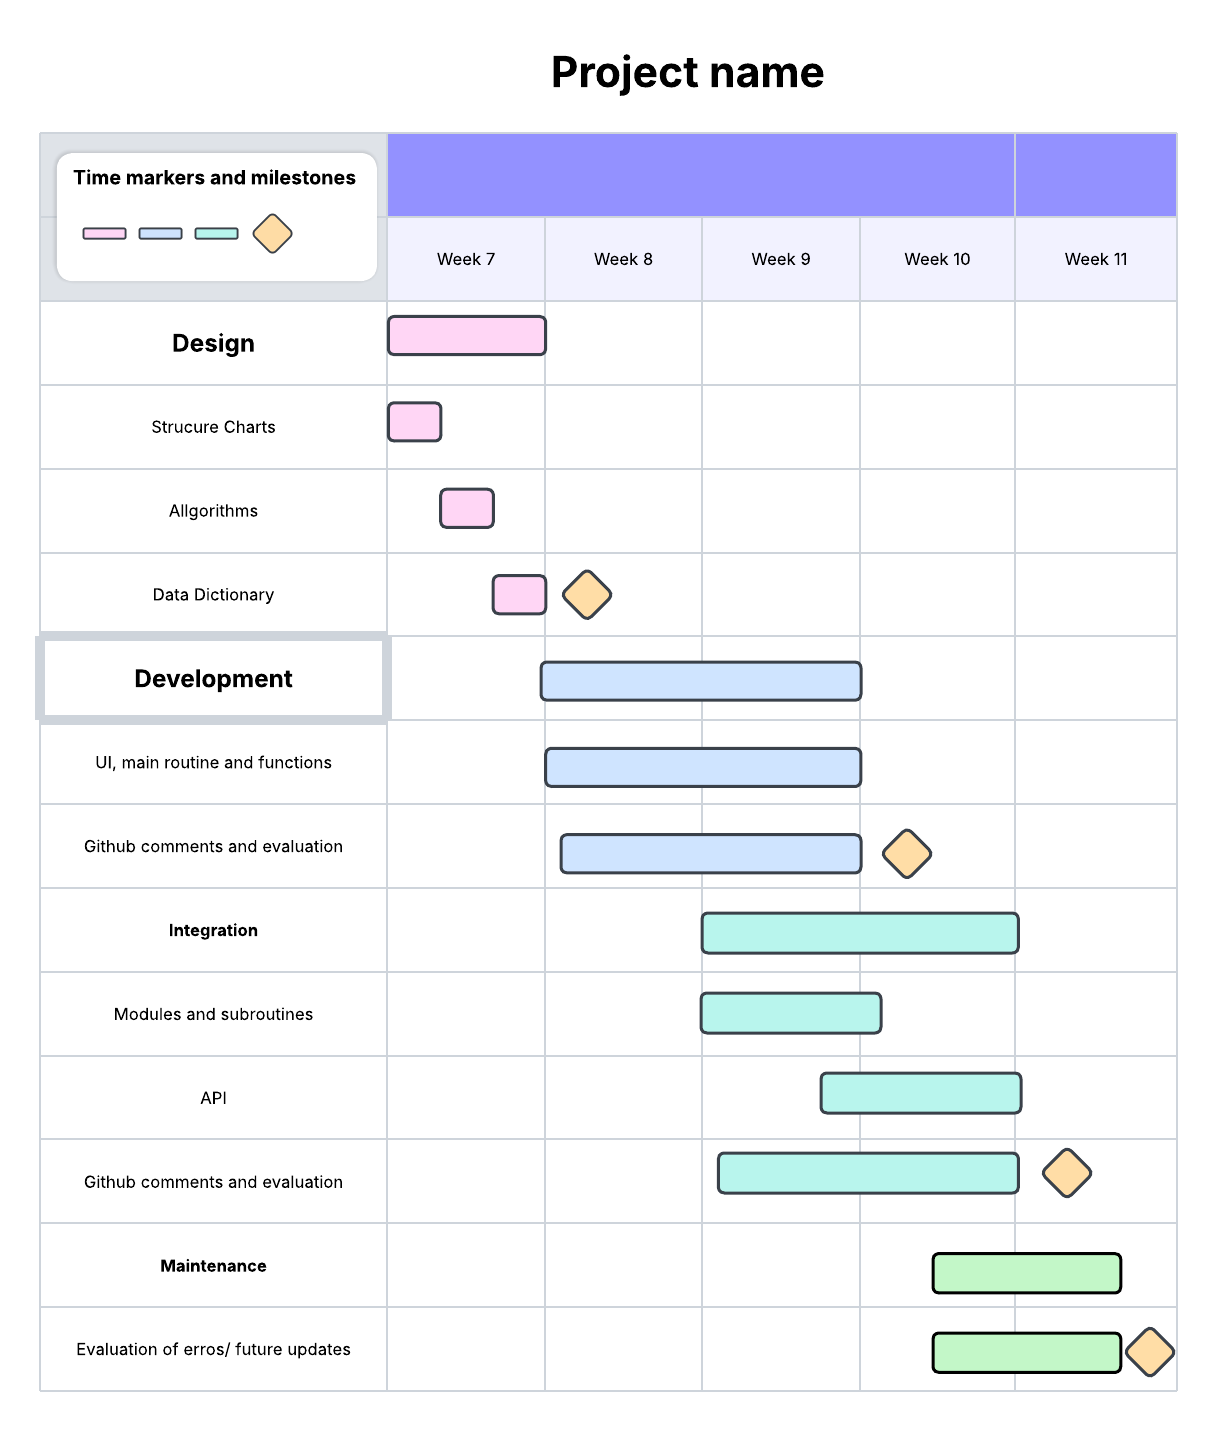 Project name
Time markers and milestones
Week 7
Week 8
Week 9
Week 10
Week 11
Design
Strucure Charts
Allgorithms
Data Dictionary
Development
UI, main routine and functions
Github comments and evaluation
Integration
Modules and subroutines
API
Github comments and evaluation
Maintenance
Evaluation of erros/ future updates